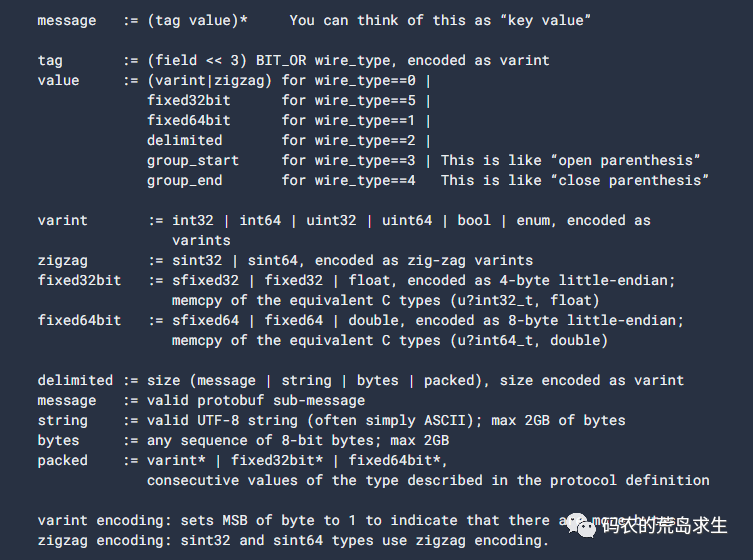 message := (tag value)* You can think of this as “key value”
tag := (field << 3) BIT_OR wire_type, encoded as varint
value := (varint|zigzag) for wire_type==0 |
fixed32bit for wire_type==5 |
fixed64bit for wire_type==1 |
delimited for wire_type==2 |
group_start for wire_type==3 | This is like “open parenthesis”
group_end for wire_type==4 This is like “close parenthesis”
varint := int32 | int64 | uint32 | uint64 | bool | enum, encoded as
varints
zigzag := sint32 | sint64, encoded as zig-zag varints
fixed32bit := sfixed32 | fixed32 | float, encoded as 4-byte little-endian;
memcpy of the equivalent C types (u?int32_t, float)
fixed64bit := sfixed64 | fixed64 | double, encoded as 8-byte little-endian;
memcpy of the equivalent C types (u?int64_t, double)
delimited := size (message | string | bytes | packed), size encoded as varint
message := valid protobuf sub-message
string := valid UTF-8 string (often simply ASCII); max 2GB of bytes
bytes := any sequence of 8-bit bytes; max 2GB
packed := varint* | fixed32bit* | fixed64bit*,
consecutive values of the type described in the protocol definition
varint encoding: sets MSB of byte to 1 to indicate that there
zigzag encoding: sint32 and sint64 types use zigzag encoding.
码农的荒岛求生